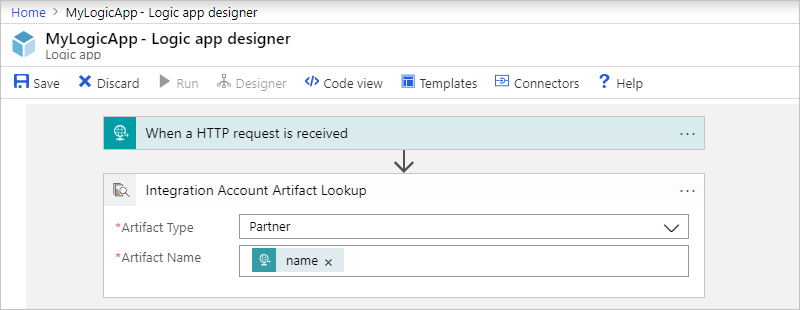 Home > MyLogicApp - Logic app designer
MyLogicApp - Logic app designer
Logic app
Save Discard Run Designer Code view Templates Connectors ? Help
When a HTTP request is received ...
Integration Account Artifact Lookup ...
*Artifact Type Partner
*Artifact Name name ×